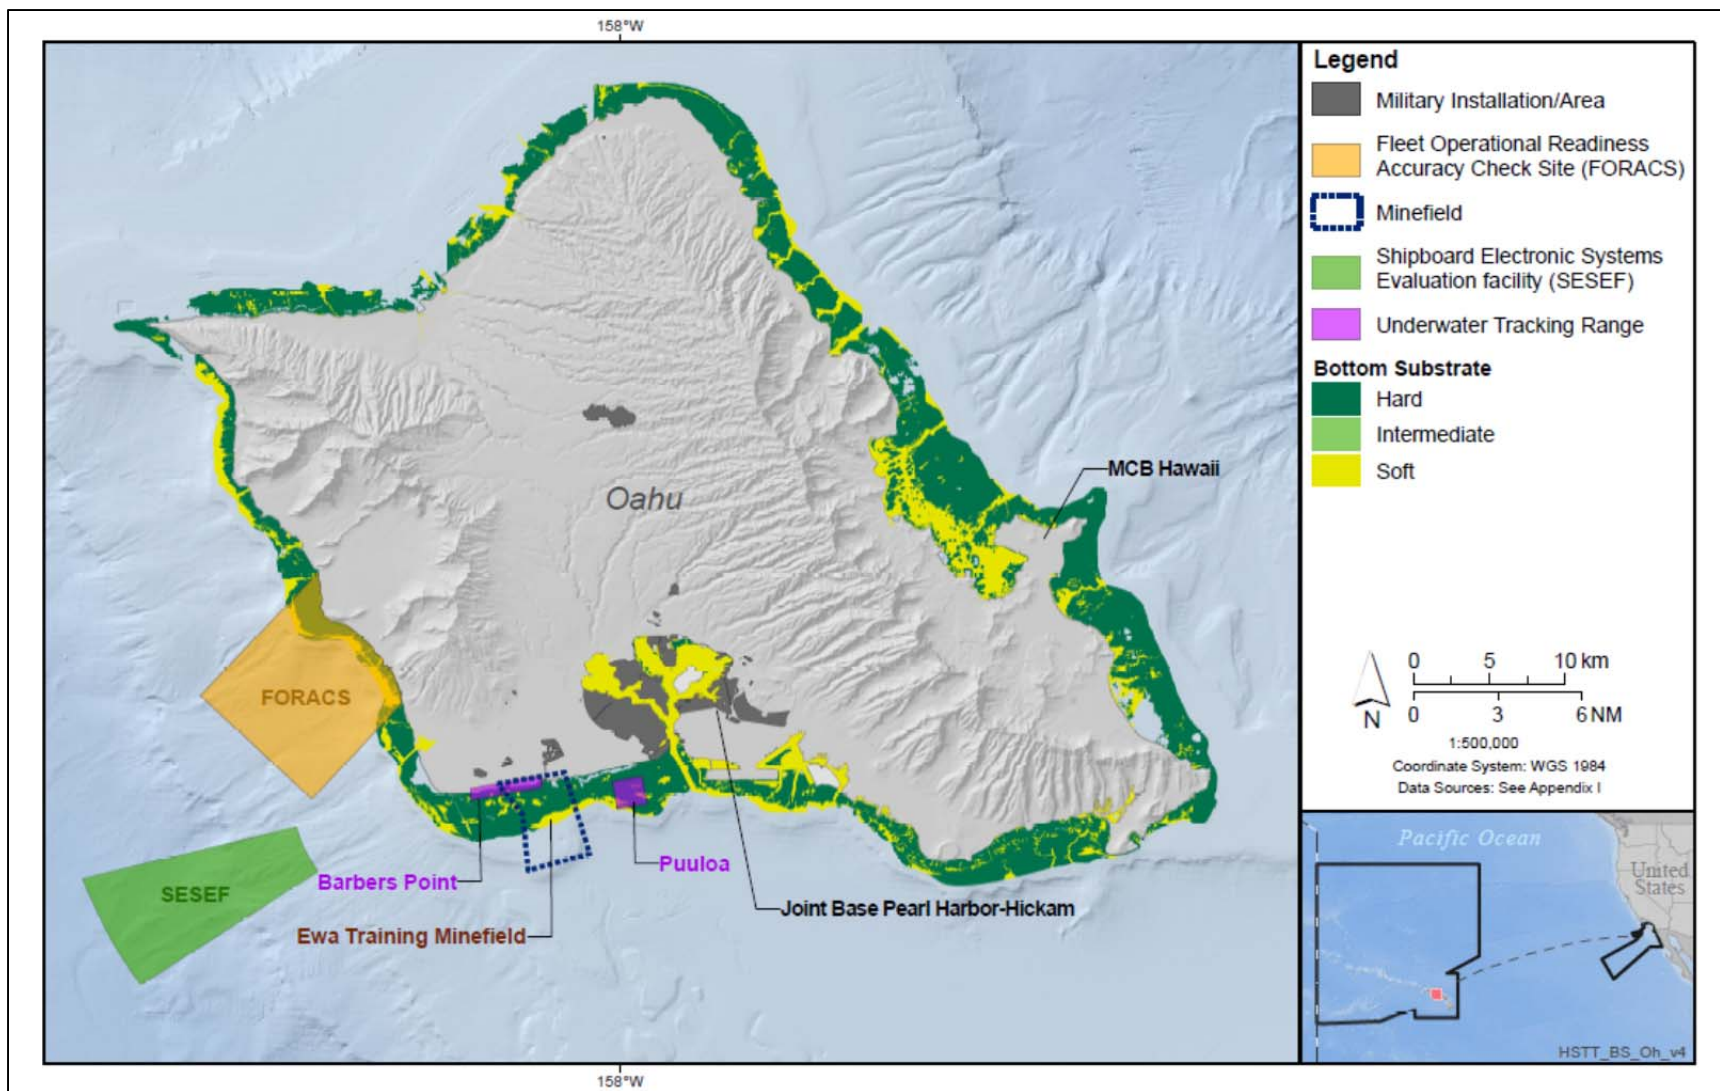 158°W
Legend
Military Installation/Area
Fleet Operational Readiness
Accuracy Check Site (FORACS)
Minefield
Shipboard Electronic Systems
Evaluation facility (SESEF)
Underwater Tracking Range
Bottom Substrate
Hard
Intermediate
Soft
MCB Hawaii
Oahu
FORACS
SESEF
Barbers Point
Puuloa
Ewa Training Minefield
Joint Base Pearl Harbor-Hickam
0 5 10 km
N
0 3 6 NM
1:500,000
Coordinate System: WGS 1984
Data Sources: See Appendix I
Pacific Ocean
United
States
HSTT_BS_Oh_v4
158°W